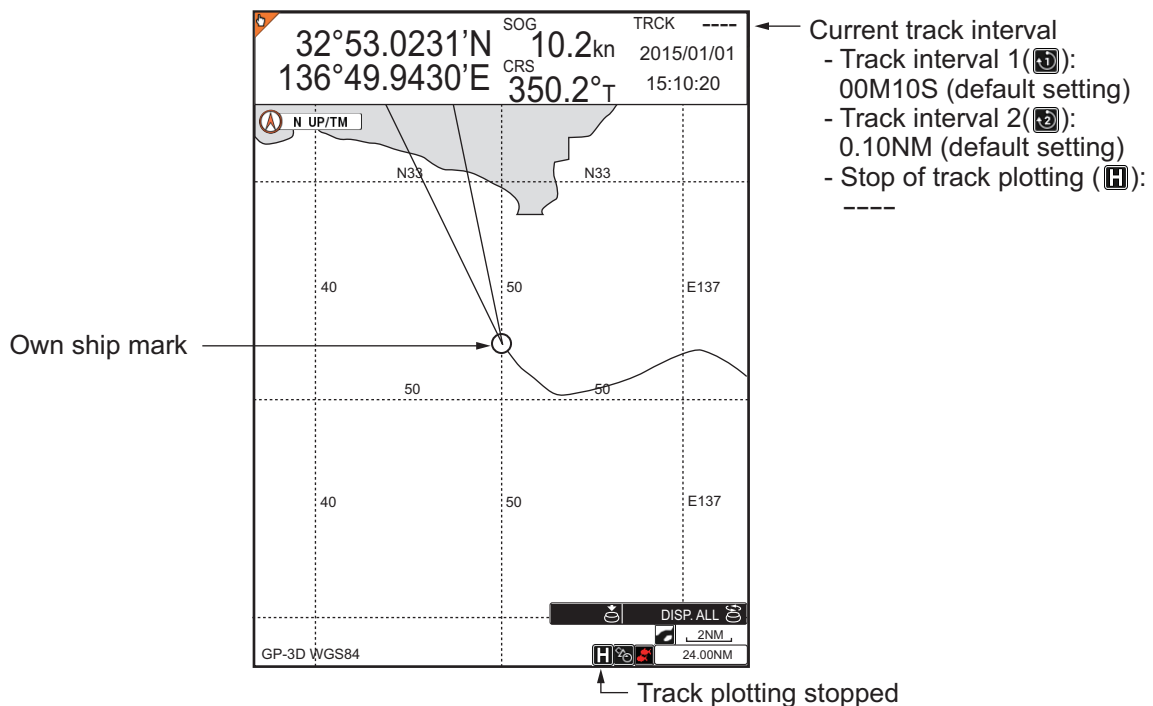 SOG
TRCK ----
32°53.0231’N
10.2kn
2015/01/01
CRS
136°49.9430’E
350.2°T
15:10:20
Current track interval
- Track interval 1(1):
00M10S (default setting)
- Track interval 2(2):
0.10NM (default setting)
- Stop of track plotting (H):
----
N UP/TM
N33
N33
40
50
E137
Own ship mark
50
50
40
50
E137
DISP. ALL
2NM
GP-3D WGS84
H
24.00NM
Track plotting stopped